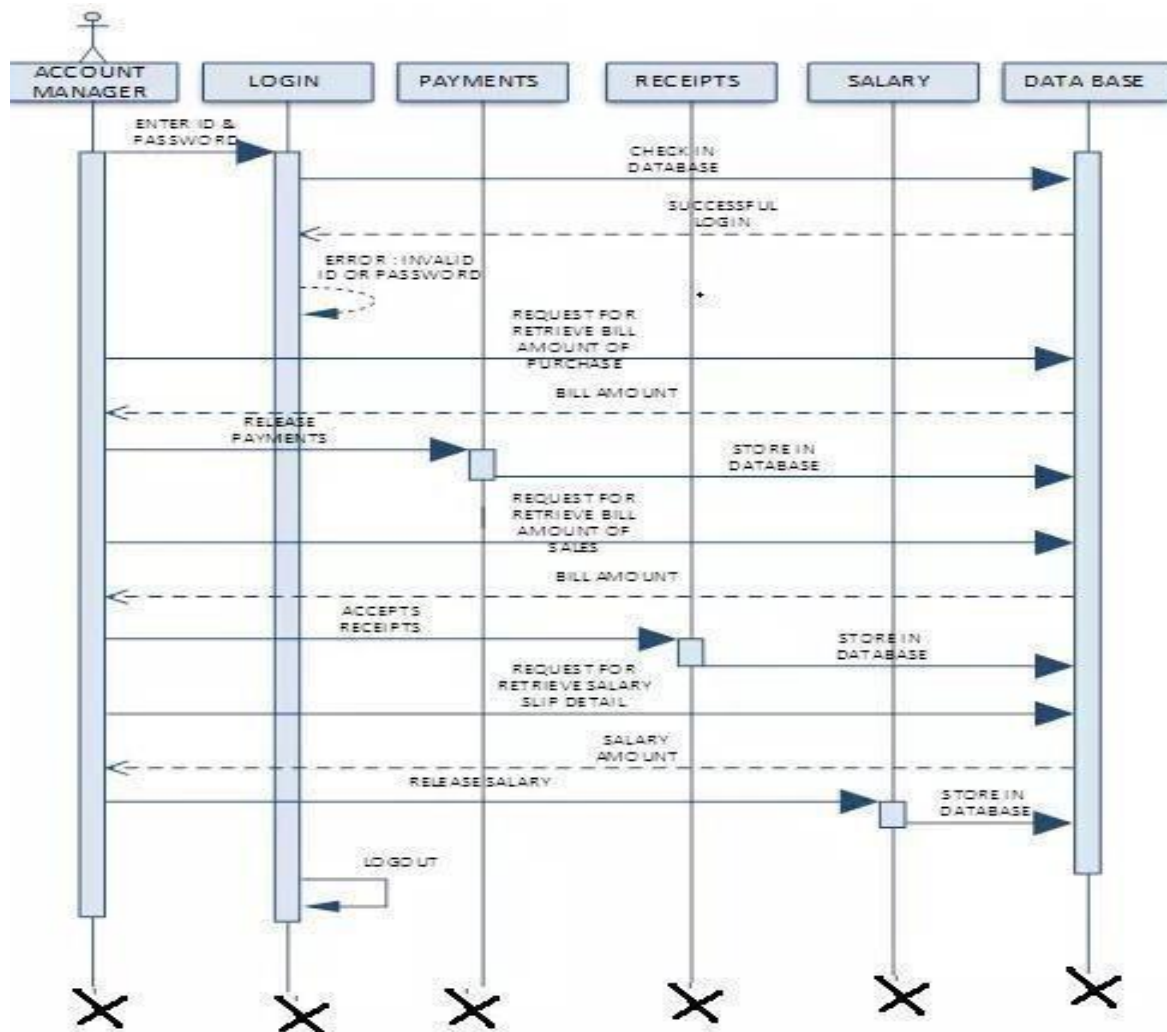 ACCOUNT
MANAGER
LOGIN
PAYMENTS
RECEIPTS
SALARY
DATA BASE
ENTER ID &
PASSWORD
CHECK IN
DATABASE
SUCCESSFUL
LOGIN
ERROR : INVALID
ID OR PASSWORD
REQUEST FOR
RETRIEVE BILL
AMOUNT OF
PURCHASE
BILL AMOUNT
RELEASE
PAYMENTS
STORE IN
DATABASE
REQUEST FOR
RETRIEVE BILL
AMOUNT OF
SALES
BILL AMOUNT
ACCEPTS
RECEIPTS
STORE IN
DATABASE
REQUEST FOR
RETRIEVE SALARY
SLIP DETAIL
SALARY
AMOUNT
RELEASE SALARY
STORE IN
DATABASE
LOGOUT